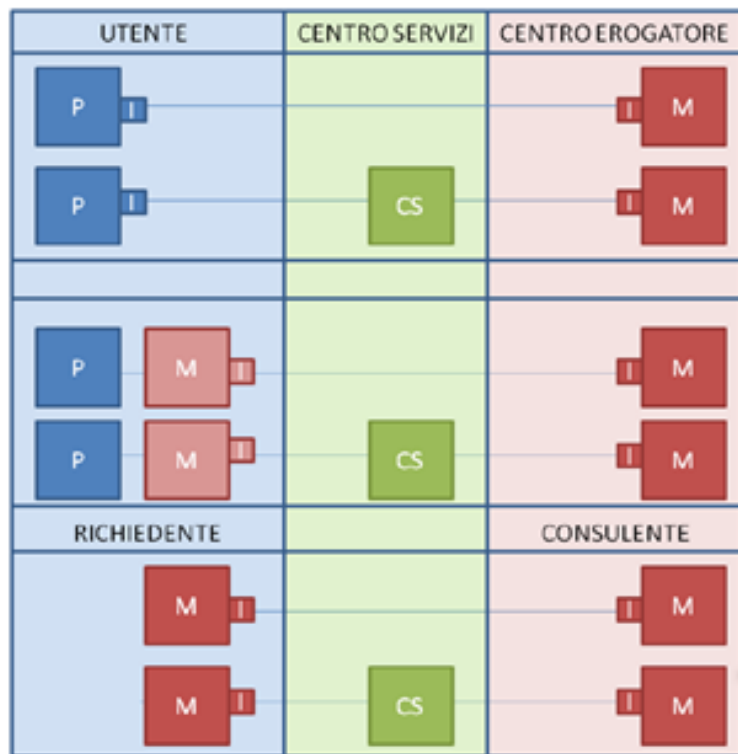 UTENTE CENTRO SERVIZI CENTRO EROGATORE
P I I M
P I CS I M
P M I I M
P M I CS I M
RICHIEDENTE CONSULENTE
M I I M
M I CS I M